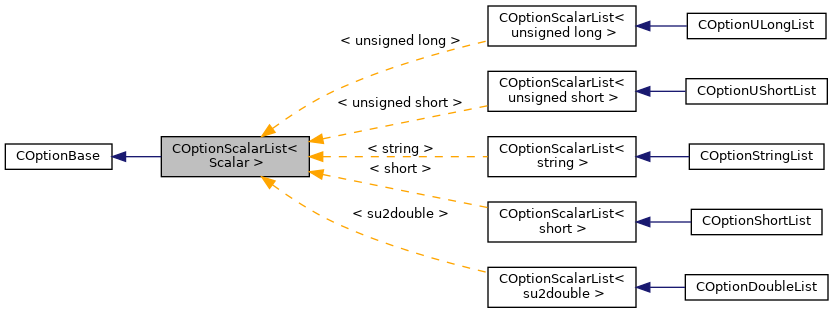 COptionBase
COptionScalarList<
Scalar >
< unsigned long >
< unsigned short >
< string >
< short >
< su2double >
COptionScalarList<
unsigned long >
COptionULongList
COptionScalarList<
unsigned short >
COptionUShortList
COptionScalarList<
string >
COptionStringList
COptionScalarList<
short >
COptionShortList
COptionScalarList<
su2double >
COptionDoubleList